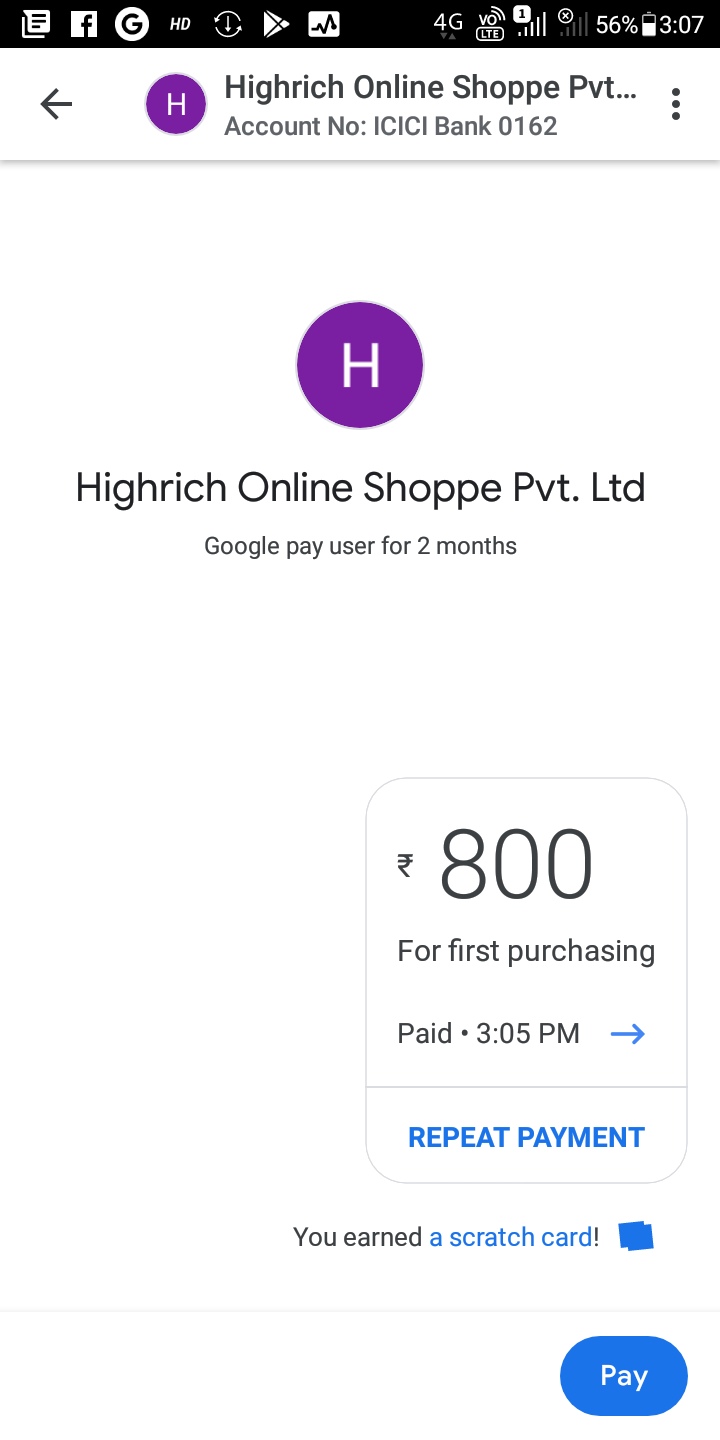 HD 4G VO LTE 1 56% 3:07
H Highrich Online Shoppe Pvt...
Account No: ICICI Bank 0162
H
Highrich Online Shoppe Pvt. Ltd
Google pay user for 2 months
₹ 800
For first purchasing
Paid • 3:05 PM
REPEAT PAYMENT
You earned a scratch card!
Pay